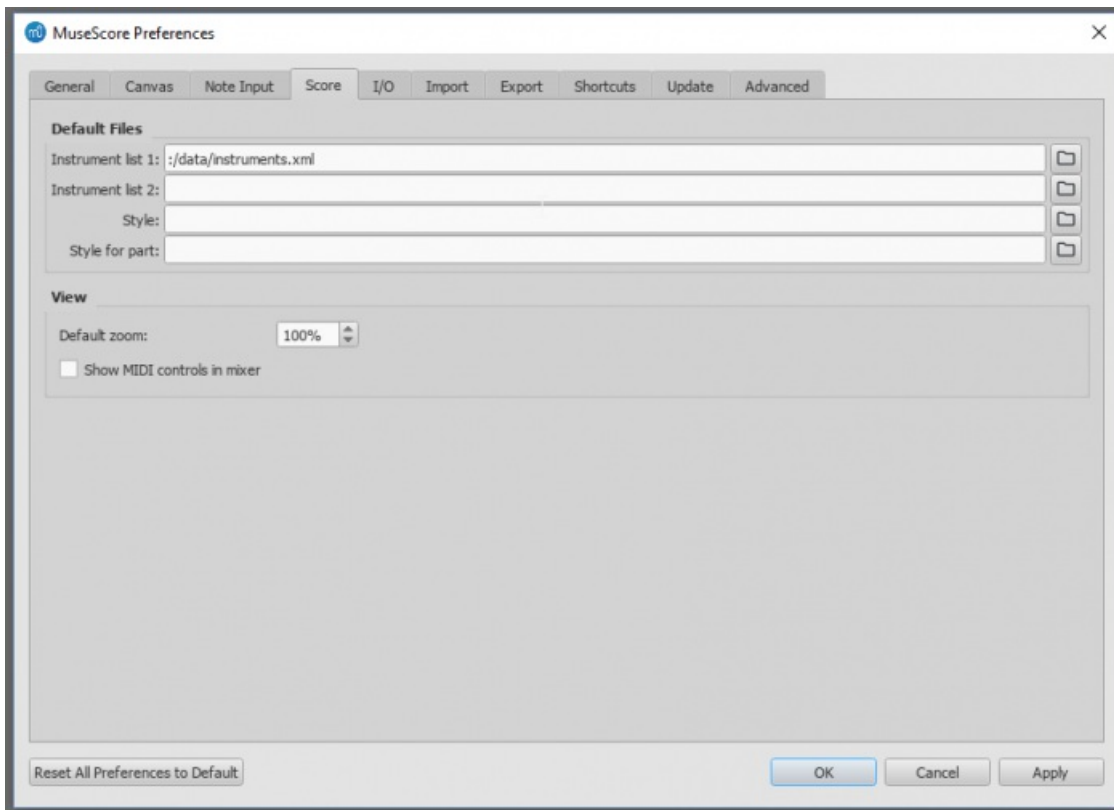 MuseScore Preferences
General Canvas Note Input Score I/O Import Export Shortcuts Update Advanced
Default Files
Instrument list 1: :/data/instruments.xml
Instrument list 2:
Style:
Style for part:
View
Default zoom: 100%
Show MIDI controls in mixer
Reset All Preferences to Default OK Cancel Apply